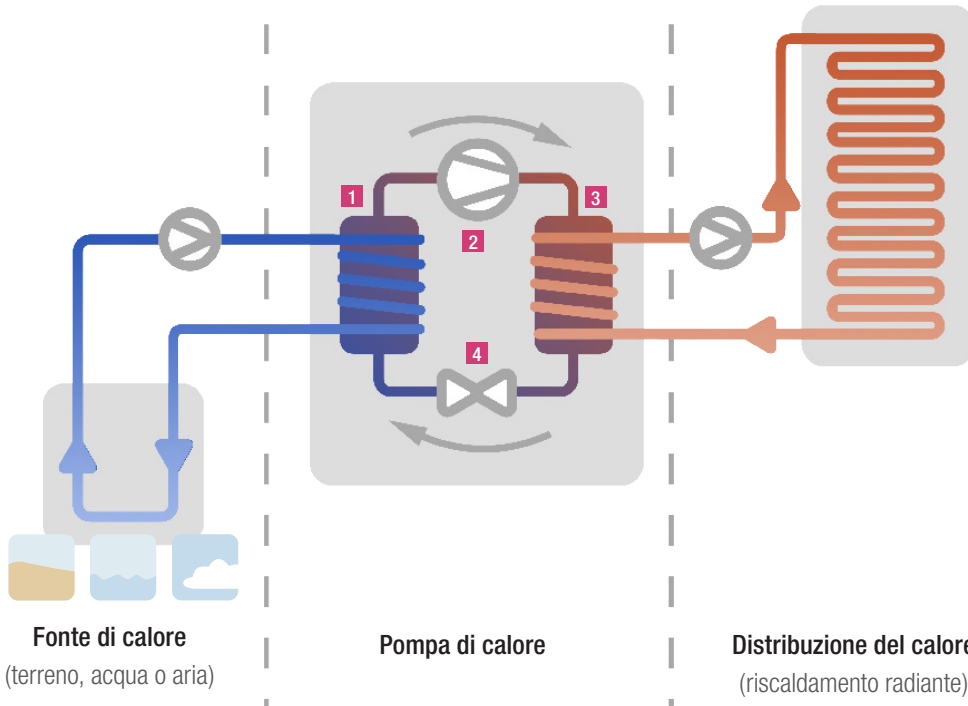 1
3
2
4
Fonte di calore
(terreno, acqua o aria)
Pompa di calore
Distribuzione del calore
(riscaldamento radiante)